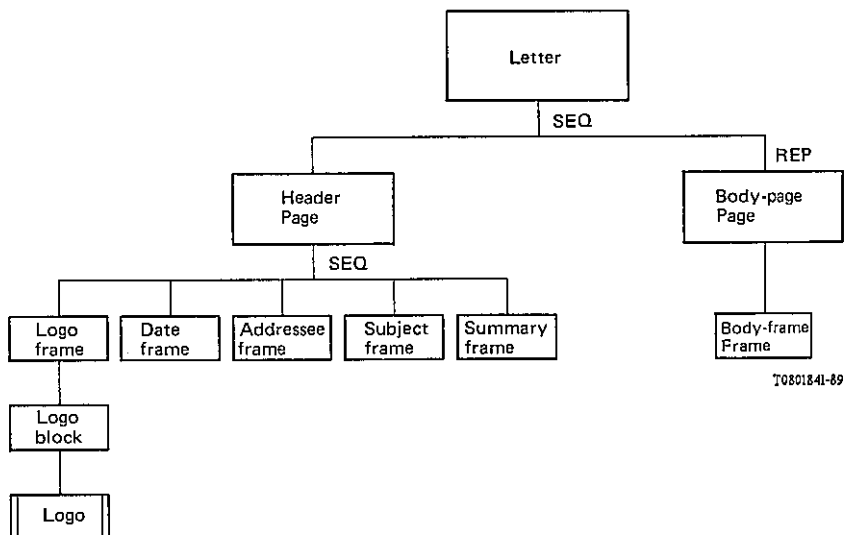 Letter
SEQ
REP
Header
Page
Body-page
Page
SEQ
Logo
frame
Date
frame
Addressee
frame
Subject
frame
Summary
frame
Body-frame
Frame
T0801841-89
Logo
block
Logo